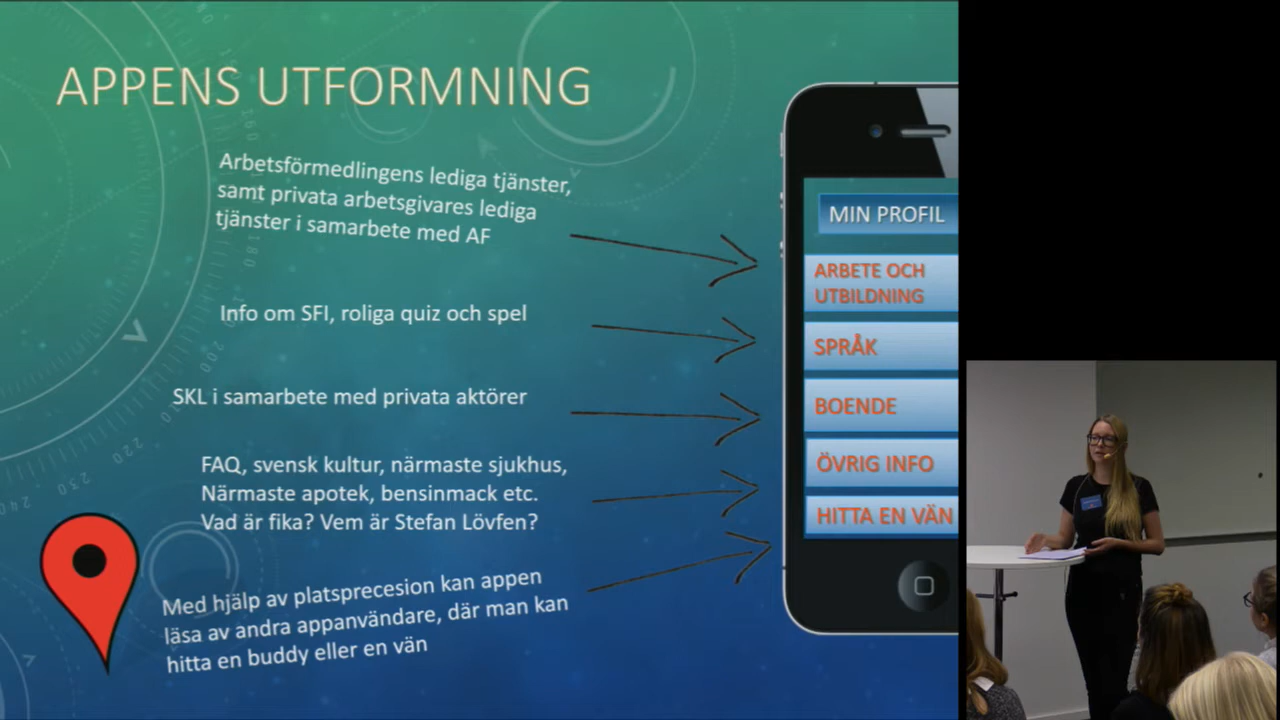 APPENS UTFORMNING
Arbetsförmedlingens lediga tjänster,
samt privata arbetsgivares lediga
tjänster i samarbete med AF
Info om SFI, roliga quiz och spel
SKL i samarbete med privata aktörer
FAQ, svensk kultur, närmaste sjukhus,
Närmaste apotek, bensinmack etc.
Vad är fika? Vem är Stefan Lövfen?
Med hjälp av platsprecesion kan appen
läsa av andra appanvändare, där man kan
hitta en buddy eller en vän
MIN PROFIL
ARBETE OCH
UTBILDNING
SPRÅK
BOENDE
ÖVRIG INFO
HITTA EN VÄN